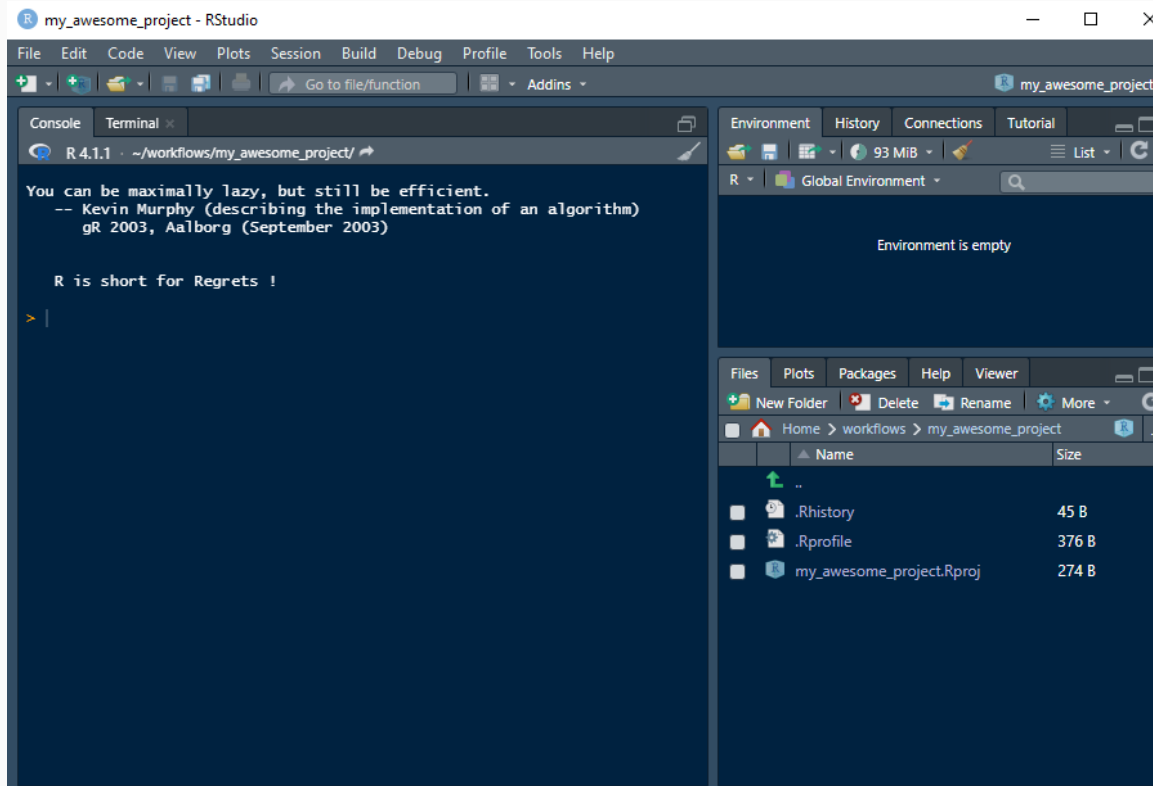 my_awesome_project - RStudio
File Edit Code View Plots Session Build Debug Profile Tools Help
Go to file/function Addins my_awesome_project
Console Terminal
R 4.1.1 · ~/workflows/my_awesome_project/
You can be maximally lazy, but still be efficient.
-- Kevin Murphy (describing the implementation of an algorithm)
gR 2003, Aalborg (September 2003)
R is short for Regrets !
>
Environment History Connections Tutorial
93 MiB List
R Global Environment
Environment is empty
Files Plots Packages Help Viewer
New Folder Delete Rename More
Home > workflows > my_awesome_project
Name Size
..
.Rhistory 45 B
.Rprofile 376 B
my_awesome_project.Rproj 274 B